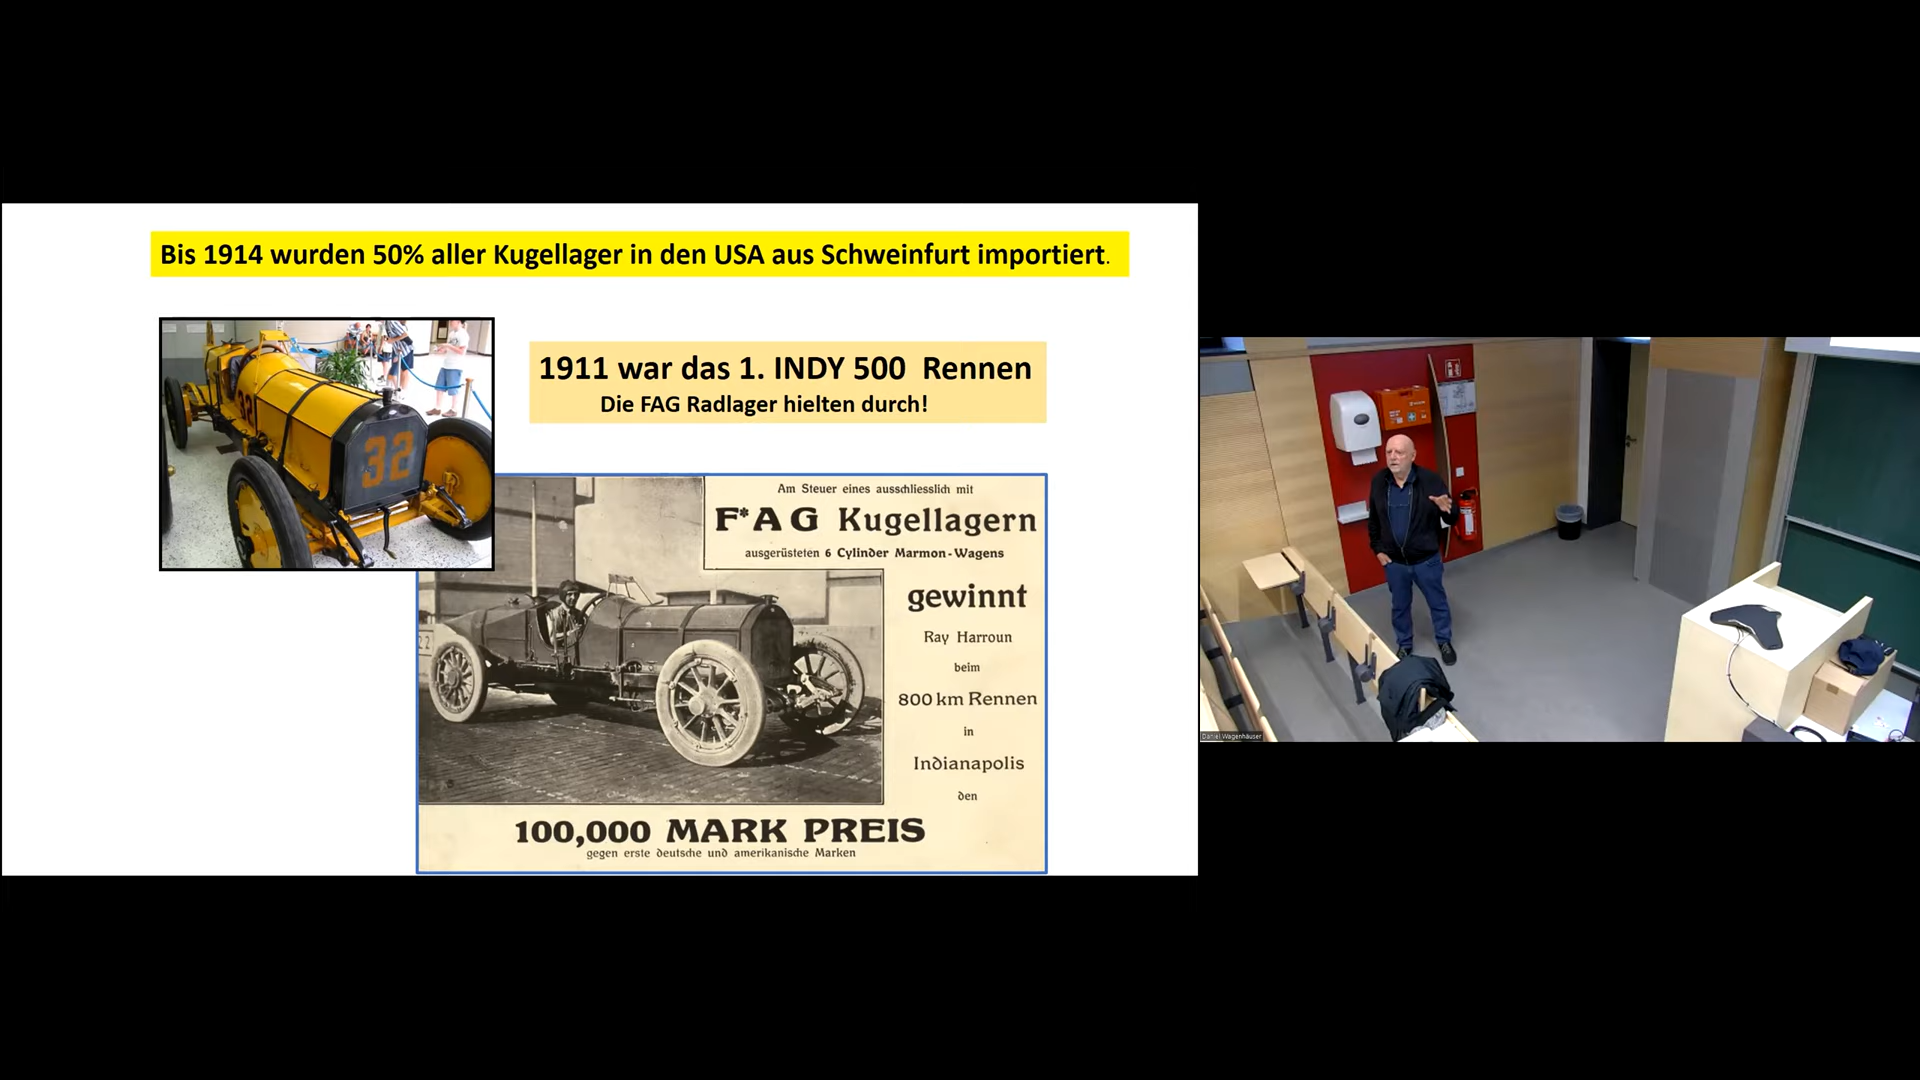 Bis 1914 wurden 50% aller Kugellager in den USA aus Schweinfurt importiert.
1911 war das 1. INDY 500 Rennen
Die FAG Radlager hielten durch!
32
32
Am Steuer eines ausschliesslich mit
F*AG Kugellagern
ausgerüsteten 6 Cylinder Marmon-Wagens
gewinnt
Ray Harroun
beim
800 km Rennen
in
Indianapolis
den
100,000 MARK PREIS
gegen erste deutsche und amerikanische Marken
Daniel Wagenhäuser